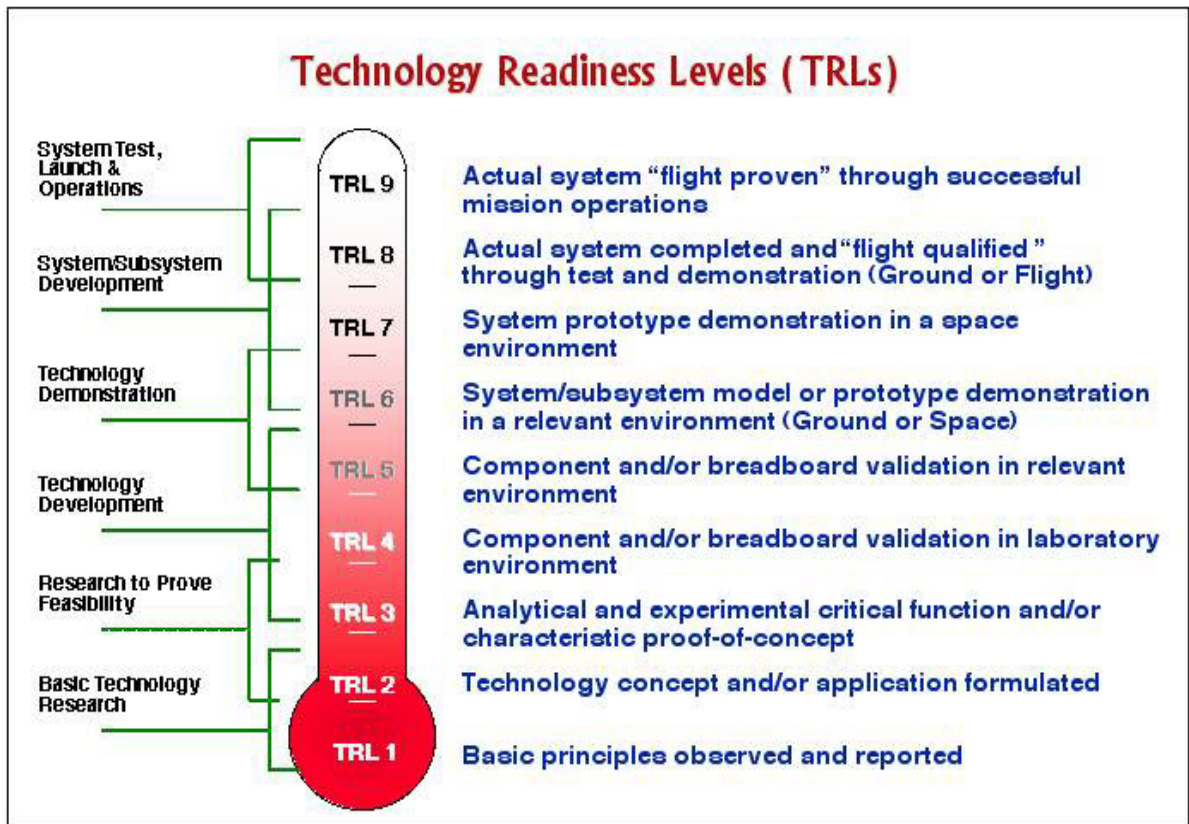 Technology Readiness Levels (TRLs)
System Test,
Launch &
Operations
System/Subsystem
Development
Technology
Demonstration
Technology
Development
Research to Prove
Feasibility
Basic Technology
Research
TRL 9
TRL 8
TRL 7
TRL 6
TRL 5
TRL 4
TRL 3
TRL 2
TRL 1
Actual system “flight proven” through successful
mission operations
Actual system completed and “flight qualified”
through test and demonstration (Ground or Flight)
System prototype demonstration in a space
environment
System/subsystem model or prototype demonstration
in a relevant environment (Ground or Space)
Component and/or breadboard validation in relevant
environment
Component and/or breadboard validation in laboratory
environment
Analytical and experimental critical function and/or
characteristic proof-of-concept
Technology concept and/or application formulated
Basic principles observed and reported